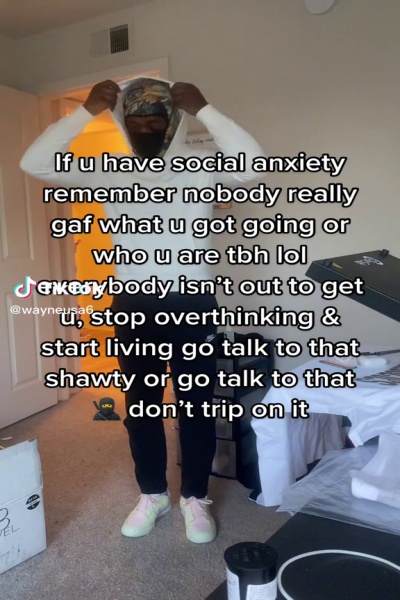 If u have social anxiety
remember nobody really
gaf what u got going or
who u are tbh lol
everybody isn't out to get
TikTok
@wayneusa6_
u, stop overthinking &
start living go talk to that
shawty or go talk to that
🥷 don't trip on it